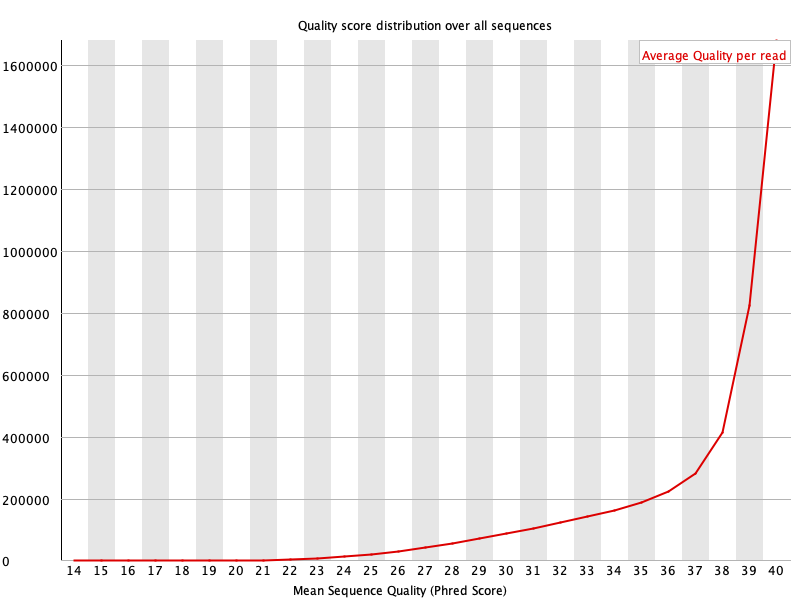 Quality score distribution over all sequences
Average Quality per read
1600000
1400000
1200000
1000000
800000
600000
400000
200000
0
14 15 16 17 18 19 20 21 22 23 24 25 26 27 28 29 30 31 32 33 34 35 36 37 38 39 40
Mean Sequence Quality (Phred Score)